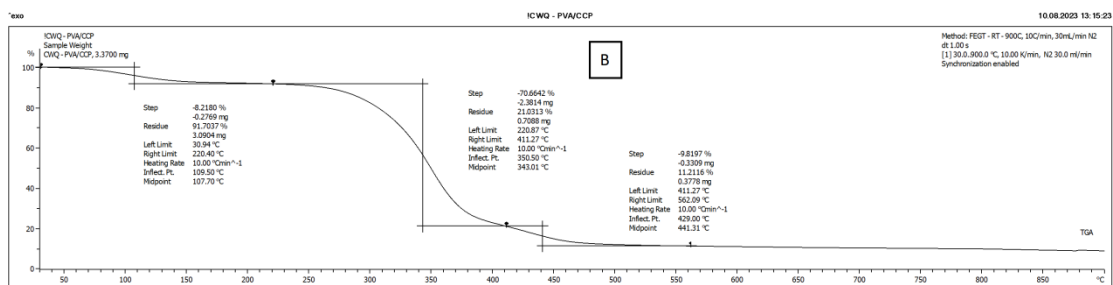 ^exo
!CWQ - PVA/CCP
10.08.2023 13:15:23
!CWQ - PVA/CCP
Sample Weight
CWQ - PVA/CCP, 3.3700 mg
Method: FEGT - RT - 900C, 10C/min, 30mL/min N2
dt 1.00 s
[1] 30.0..900.0 °C, 10.00 K/min, N2 30.0 ml/min
Synchronization enabled
B
%
100
80
60
40
20
0
Step -8.2180 %
-0.2769 mg
Residue 91.7037 %
3.0904 mg
Left Limit 30.94 °C
Right Limit 220.40 °C
Heating Rate 10.00 °Cmin^-1
Inflect. Pt. 109.50 °C
Midpoint 107.70 °C
Step -70.6642 %
-2.3814 mg
Residue 21.0313 %
0.7088 mg
Left Limit 220.87 °C
Right Limit 411.27 °C
Heating Rate 10.00 °Cmin^-1
Inflect. Pt. 350.50 °C
Midpoint 343.01 °C
Step -9.8197 %
-0.3309 mg
Residue 11.2116 %
0.3778 mg
Left Limit 411.27 °C
Right Limit 562.09 °C
Heating Rate 10.00 °Cmin^-1
Inflect. Pt. 429.00 °C
Midpoint 441.31 °C
TGA
50 100 150 200 250 300 350 400 450 500 550 600 650 700 750 800 850 °C